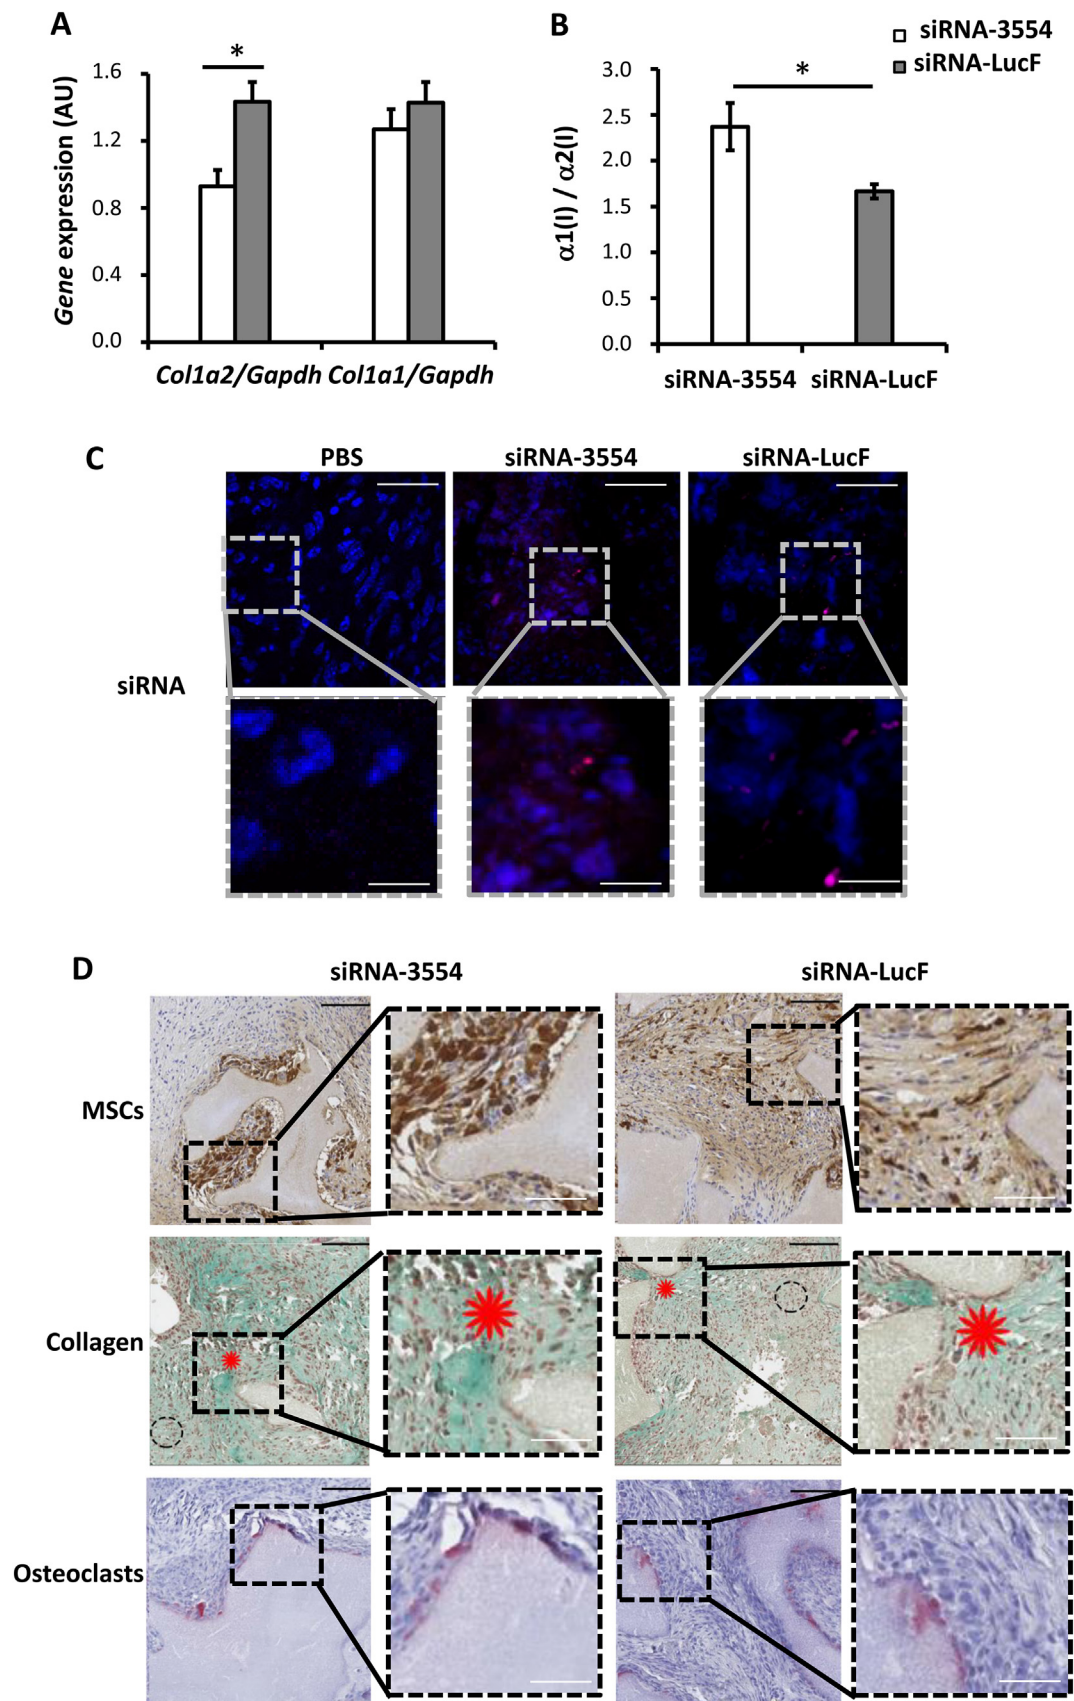 A
*
Gene expression (AU)
1.6
1.2
0.8
0.4
0.0
Col1a2/Gapdh Col1a1/Gapdh
B
siRNA-3554
siRNA-LucF
*
α1(I) / α2(I)
3.0
2.5
2.0
1.5
1.0
0.5
0.0
siRNA-3554 siRNA-LucF
C
PBS siRNA-3554 siRNA-LucF
siRNA
D
siRNA-3554 siRNA-LucF
MSCs
Collagen
Osteoclasts